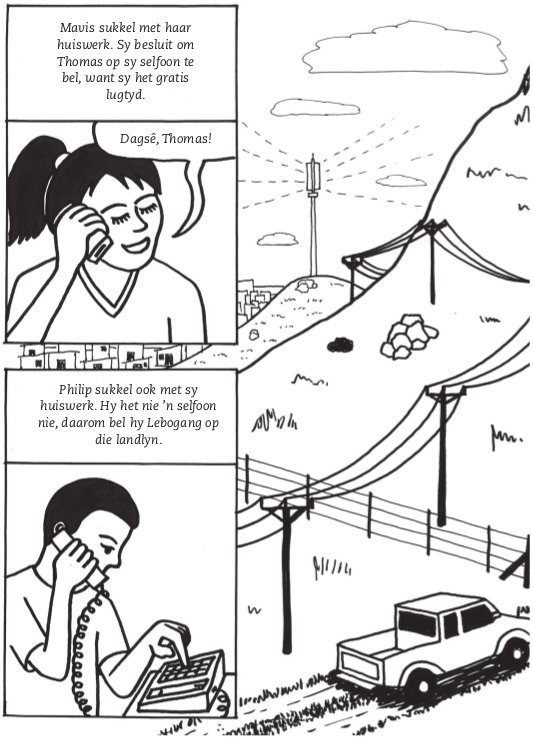 Mavis sukkel met haar
huiswerk. Sy besluit om
Thomas op sy selfoon te
bel, want sy het gratis
lugtyd.
Dagsê, Thomas!
Philip sukkel ook met sy
huiswerk. Hy het nie 'n selfoon
nie, daarom bel hy Lebogang op
die landlyn.